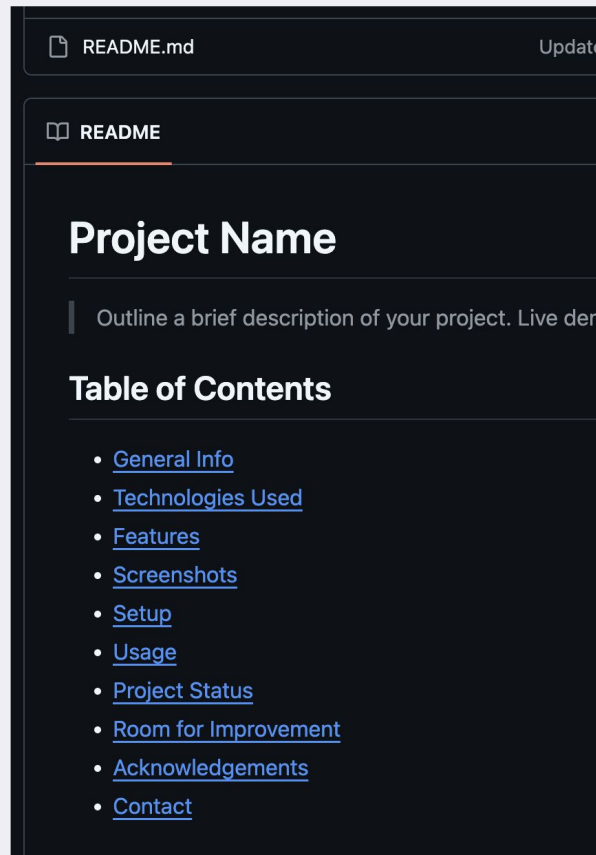 README.md Update
README
Project Name
Outline a brief description of your project. Live
Table of Contents
General Info
Technologies Used
Features
Screenshots
Setup
Usage
Project Status
Room for Improvement
Acknowledgements
Contact